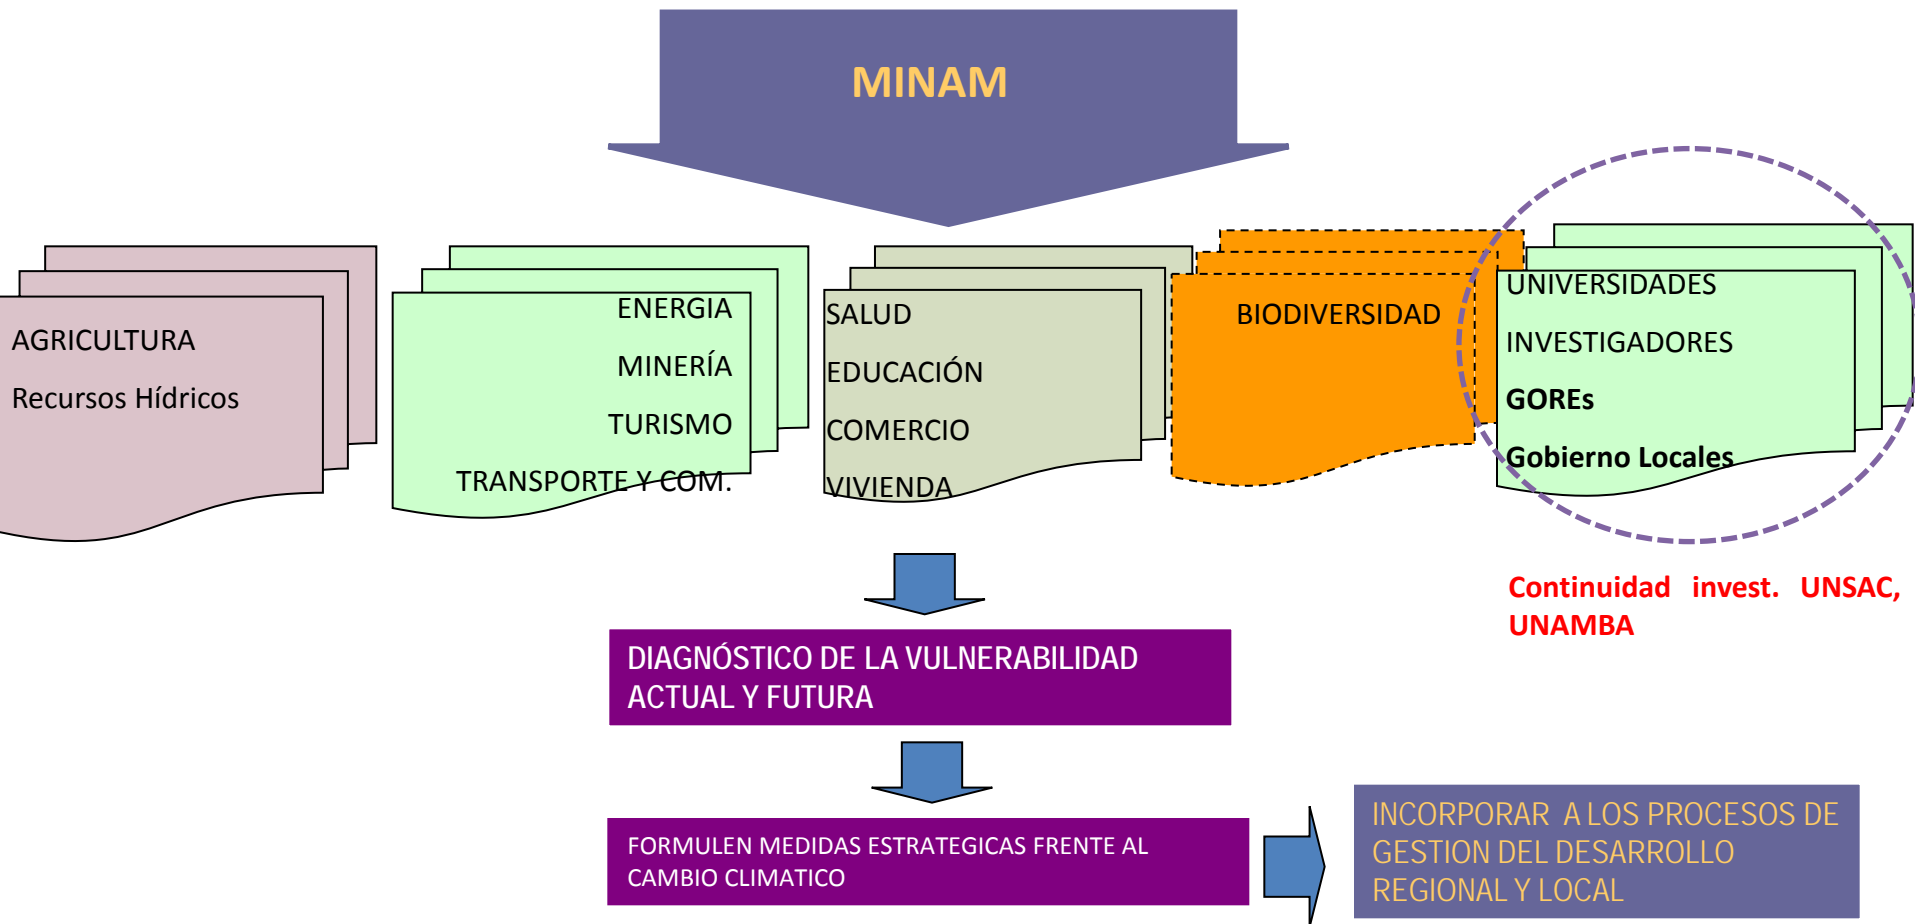 MINAM
AGRICULTURA
Recursos Hídricos
ENERGIA
MINERÍA
TURISMO
TRANSPORTE Y COM.
SALUD
EDUCACIÓN
COMERCIO
VIVIENDA
BIODIVERSIDAD
UNIVERSIDADES
INVESTIGADORES
GOREs
Gobierno Locales
Continuidad invest. UNSAC,
UNAMBA
DIAGNÓSTICO DE LA VULNERABILIDAD
ACTUAL Y FUTURA
FORMULEN MEDIDAS ESTRATEGICAS FRENTE AL
CAMBIO CLIMATICO
INCORPORAR A LOS PROCESOS DE
GESTION DEL DESARROLLO
REGIONAL Y LOCAL